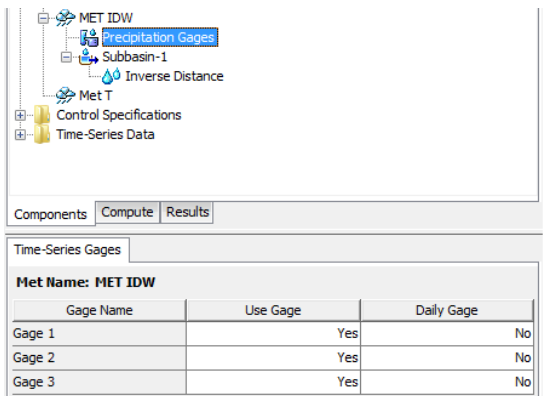 MET IDW
Precipitation Gages
Subbasin-1
Inverse Distance
Met T
Control Specifications
Time-Series Data
Components Compute Results
Time-Series Gages
Met Name: MET IDW
Gage Name Use Gage Daily Gage
Gage 1 Yes No
Gage 2 Yes No
Gage 3 Yes No